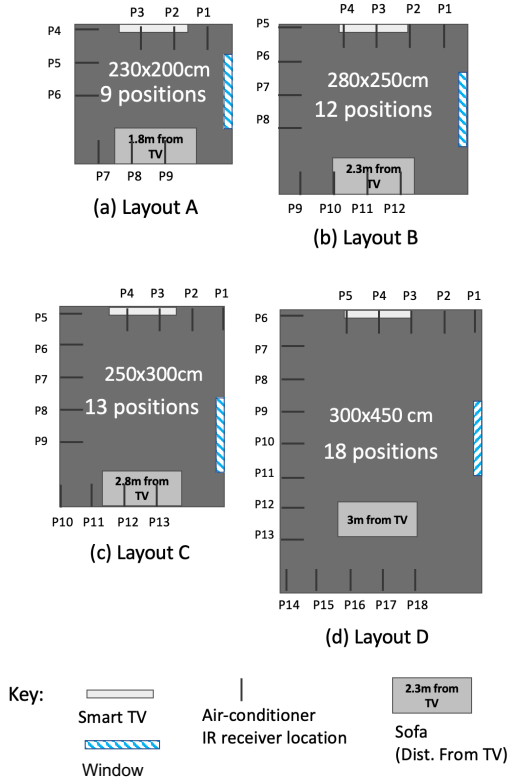 P3 P2 P1
P4
P5
P6
230x200cm
9 positions
1.8m from
TV
P7 P8 P9
(a) Layout A
P4 P3 P2 P1
P5
P6
P7
P8
280x250cm
12 positions
2.3m from
TV
P9 P10 P11 P12
(b) Layout B
P4 P3 P2 P1
P5
P6
P7
P8
P9
250x300cm
13 positions
2.8m from
TV
P10 P11 P12 P13
(c) Layout C
P5 P4 P3 P2 P1
P6
P7
P8
P9
P10
P11
P12
P13
300x450 cm
18 positions
3m from TV
P14 P15 P16 P17 P18
(d) Layout D
Key:
Smart TV
Window
Air-conditioner
IR receiver location
2.3m from
TV
Sofa
(Dist. From TV)